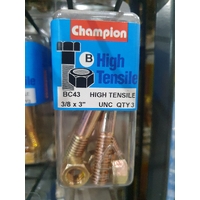 Champion
B High
Tensile
BC43 HIGH TENSILE
3/8 x 3" UNC QTY 3